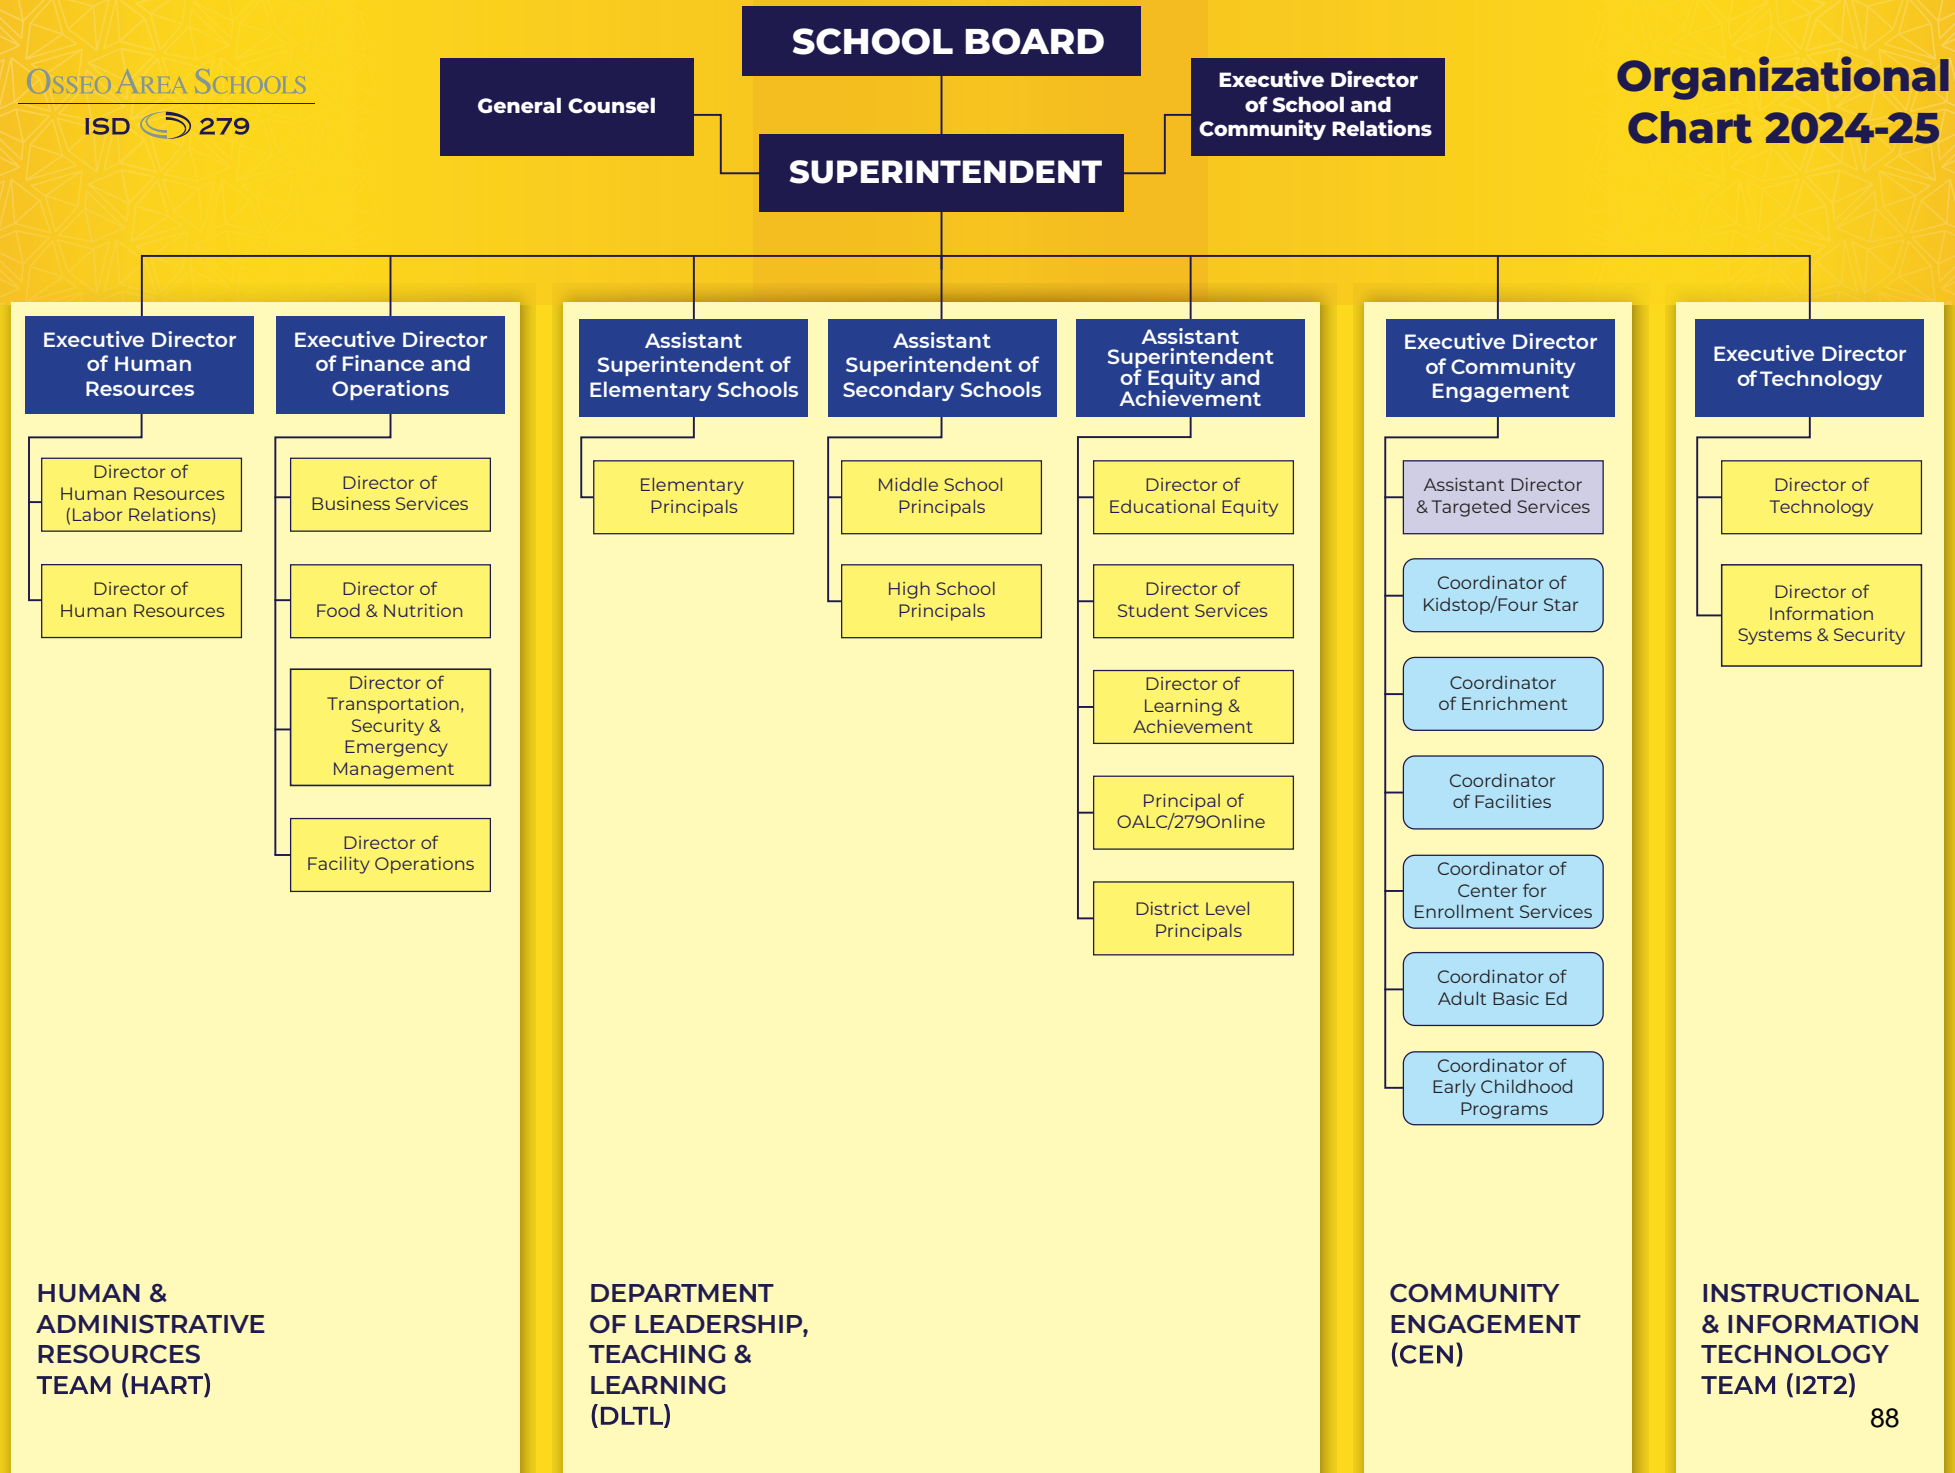 SCHOOL BOARD
OSSEO AREA SCHOOLS
ISD 279
General Counsel
Executive Director
of School and
Community Relations
Organizational
Chart 2024-25
SUPERINTENDENT
Executive Director
of Human
Resources
Executive Director
of Finance and
Operations
Assistant
Superintendent of
Elementary Schools
Assistant
Superintendent of
Secondary Schools
Assistant
Superintendent
of Equity and
Achievement
Executive Director
of Community
Engagement
Executive Director
of Technology
Director of
Human Resources
(Labor Relations)
Director of
Human Resources
Director of
Business Services
Director of
Food & Nutrition
Director of
Transportation,
Security &
Emergency
Management
Director of
Facility Operations
Elementary
Principals
Middle School
Principals
High School
Principals
Director of
Educational Equity
Director of
Student Services
Director of
Learning &
Achievement
Principal of
OALC/279Online
District Level
Principals
Assistant Director
& Targeted Services
Coordinator of
Kidstop/Four Star
Coordinator
of Enrichment
Coordinator
of Facilities
Coordinator of
Center for
Enrollment Services
Coordinator of
Adult Basic Ed
Coordinator of
Early Childhood
Programs
Director of
Technology
Director of
Information
Systems & Security
HUMAN &
ADMINISTRATIVE
RESOURCES
TEAM (HART)
DEPARTMENT
OF LEADERSHIP,
TEACHING &
LEARNING
(DLTL)
COMMUNITY
ENGAGEMENT
(CEN)
INSTRUCTIONAL
& INFORMATION
TECHNOLOGY
TEAM (I2T2)
88